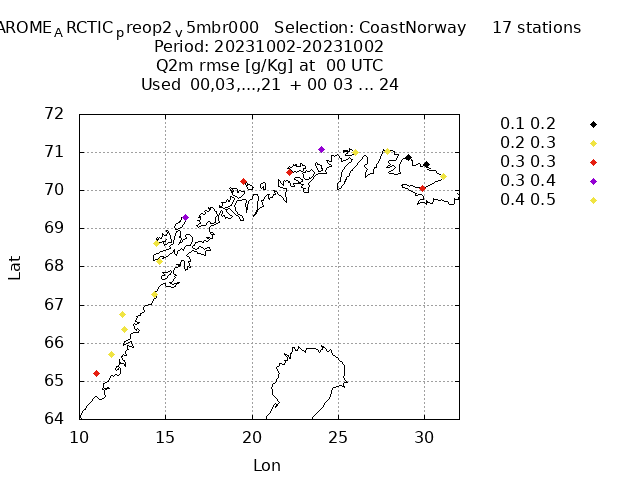 AROME_A RCTIC_p reop2_v 5mbr000 Selection: CoastNorway 17 stations
Period: 20231002-20231002
Q2m rmse [g/Kg] at 00 UTC
Used 00,03,...,21 + 00 03 ... 24
72
71
70
69
68
67
66
65
64
Lat
10 15 20 25 30
Lon
0.1 0.2
0.2 0.3
0.3 0.3
0.3 0.4
0.4 0.5